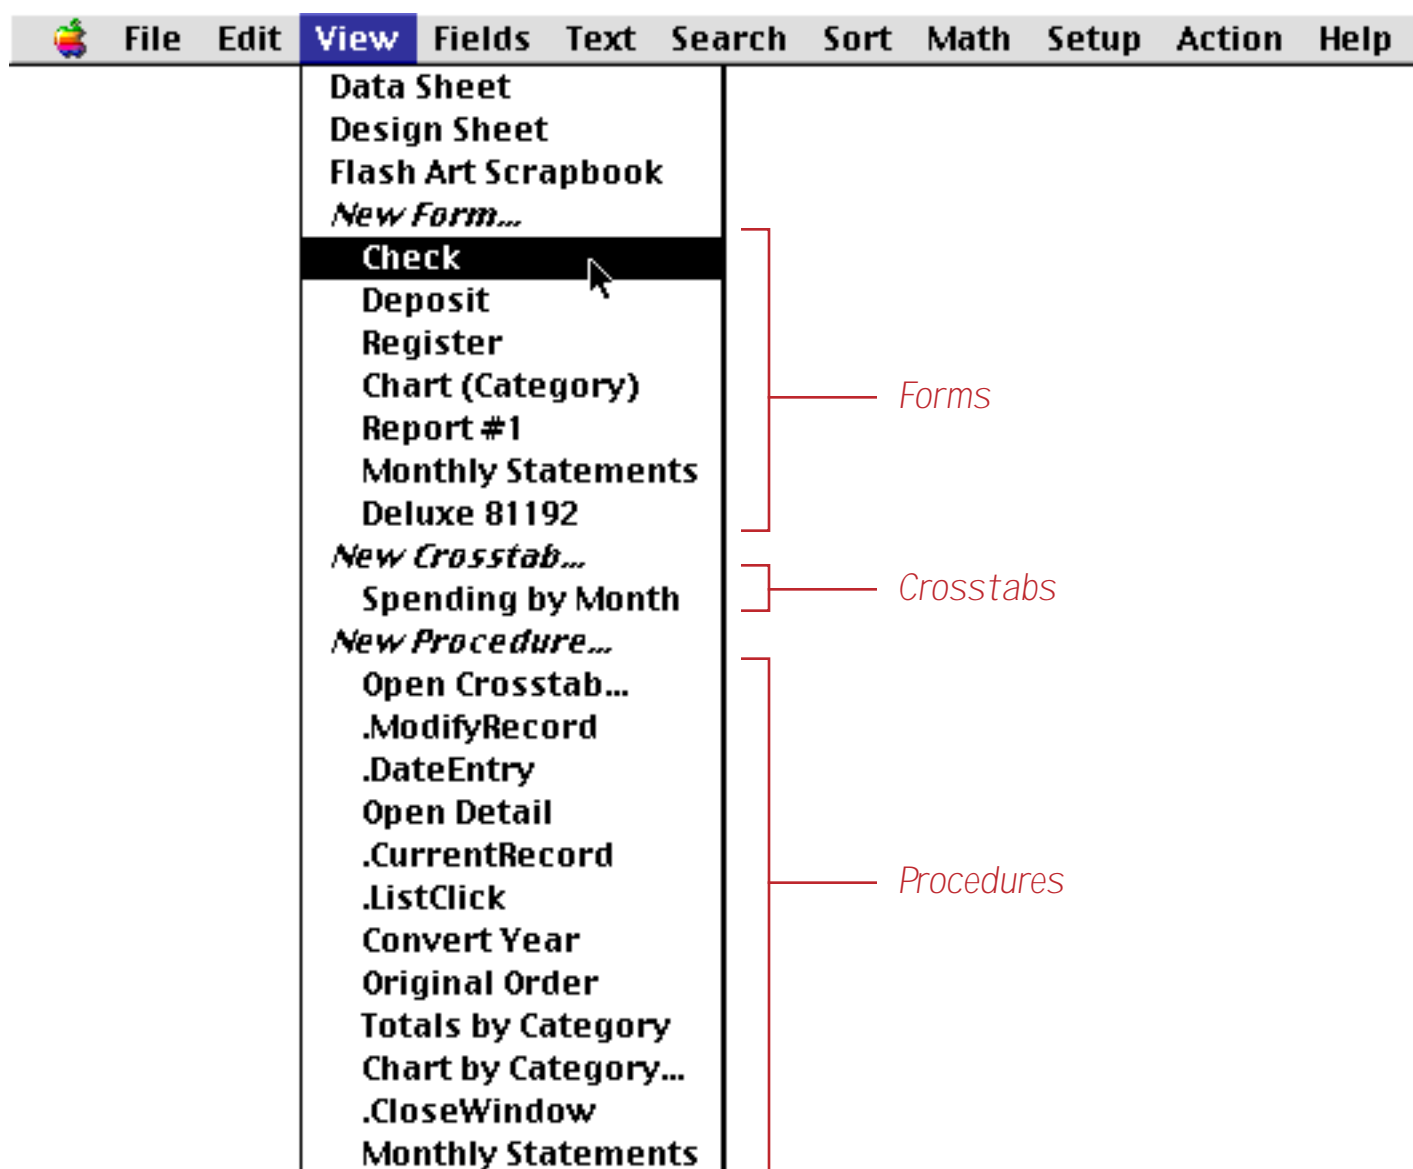 File Edit View Fields Text Search Sort Math Setup Action Help
Data Sheet
Design Sheet
Flash Art Scrapbook
New Form...
Check
Deposit
Register
Chart (Category)
Forms
Report #1
Monthly Statements
Deluxe 81192
New Crosstab...
Crosstabs
Spending by Month
New Procedure...
Open Crosstab...
.ModifyRecord
.DateEntry
Open Detail
.CurrentRecord
Procedures
.ListClick
Convert Year
Original Order
Totals by Category
Chart by Category...
.CloseWindow
Monthly Statements